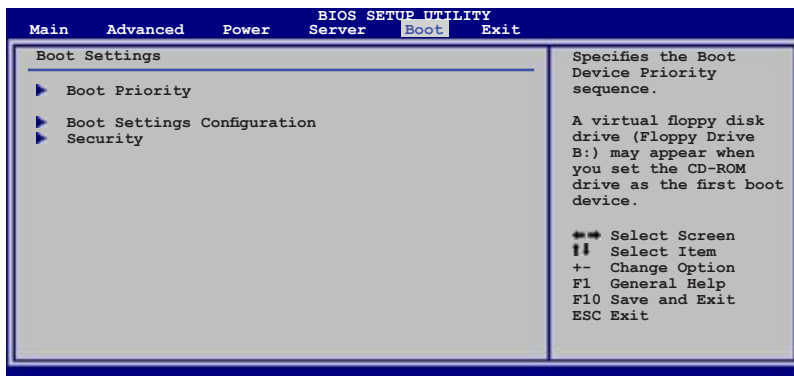 BIOS SETUP UTILITY
Main Advanced Power Server Boot Exit
Boot Settings
Boot Priority
Boot Settings Configuration
Security
Specifies the Boot
Device Priority
sequence.
A virtual floppy disk
drive (Floppy Drive
B:) may appear when
you set the CD-ROM
drive as the first boot
device.
Select Screen
Select Item
+- Change Option
F1 General Help
F10 Save and Exit
ESC Exit